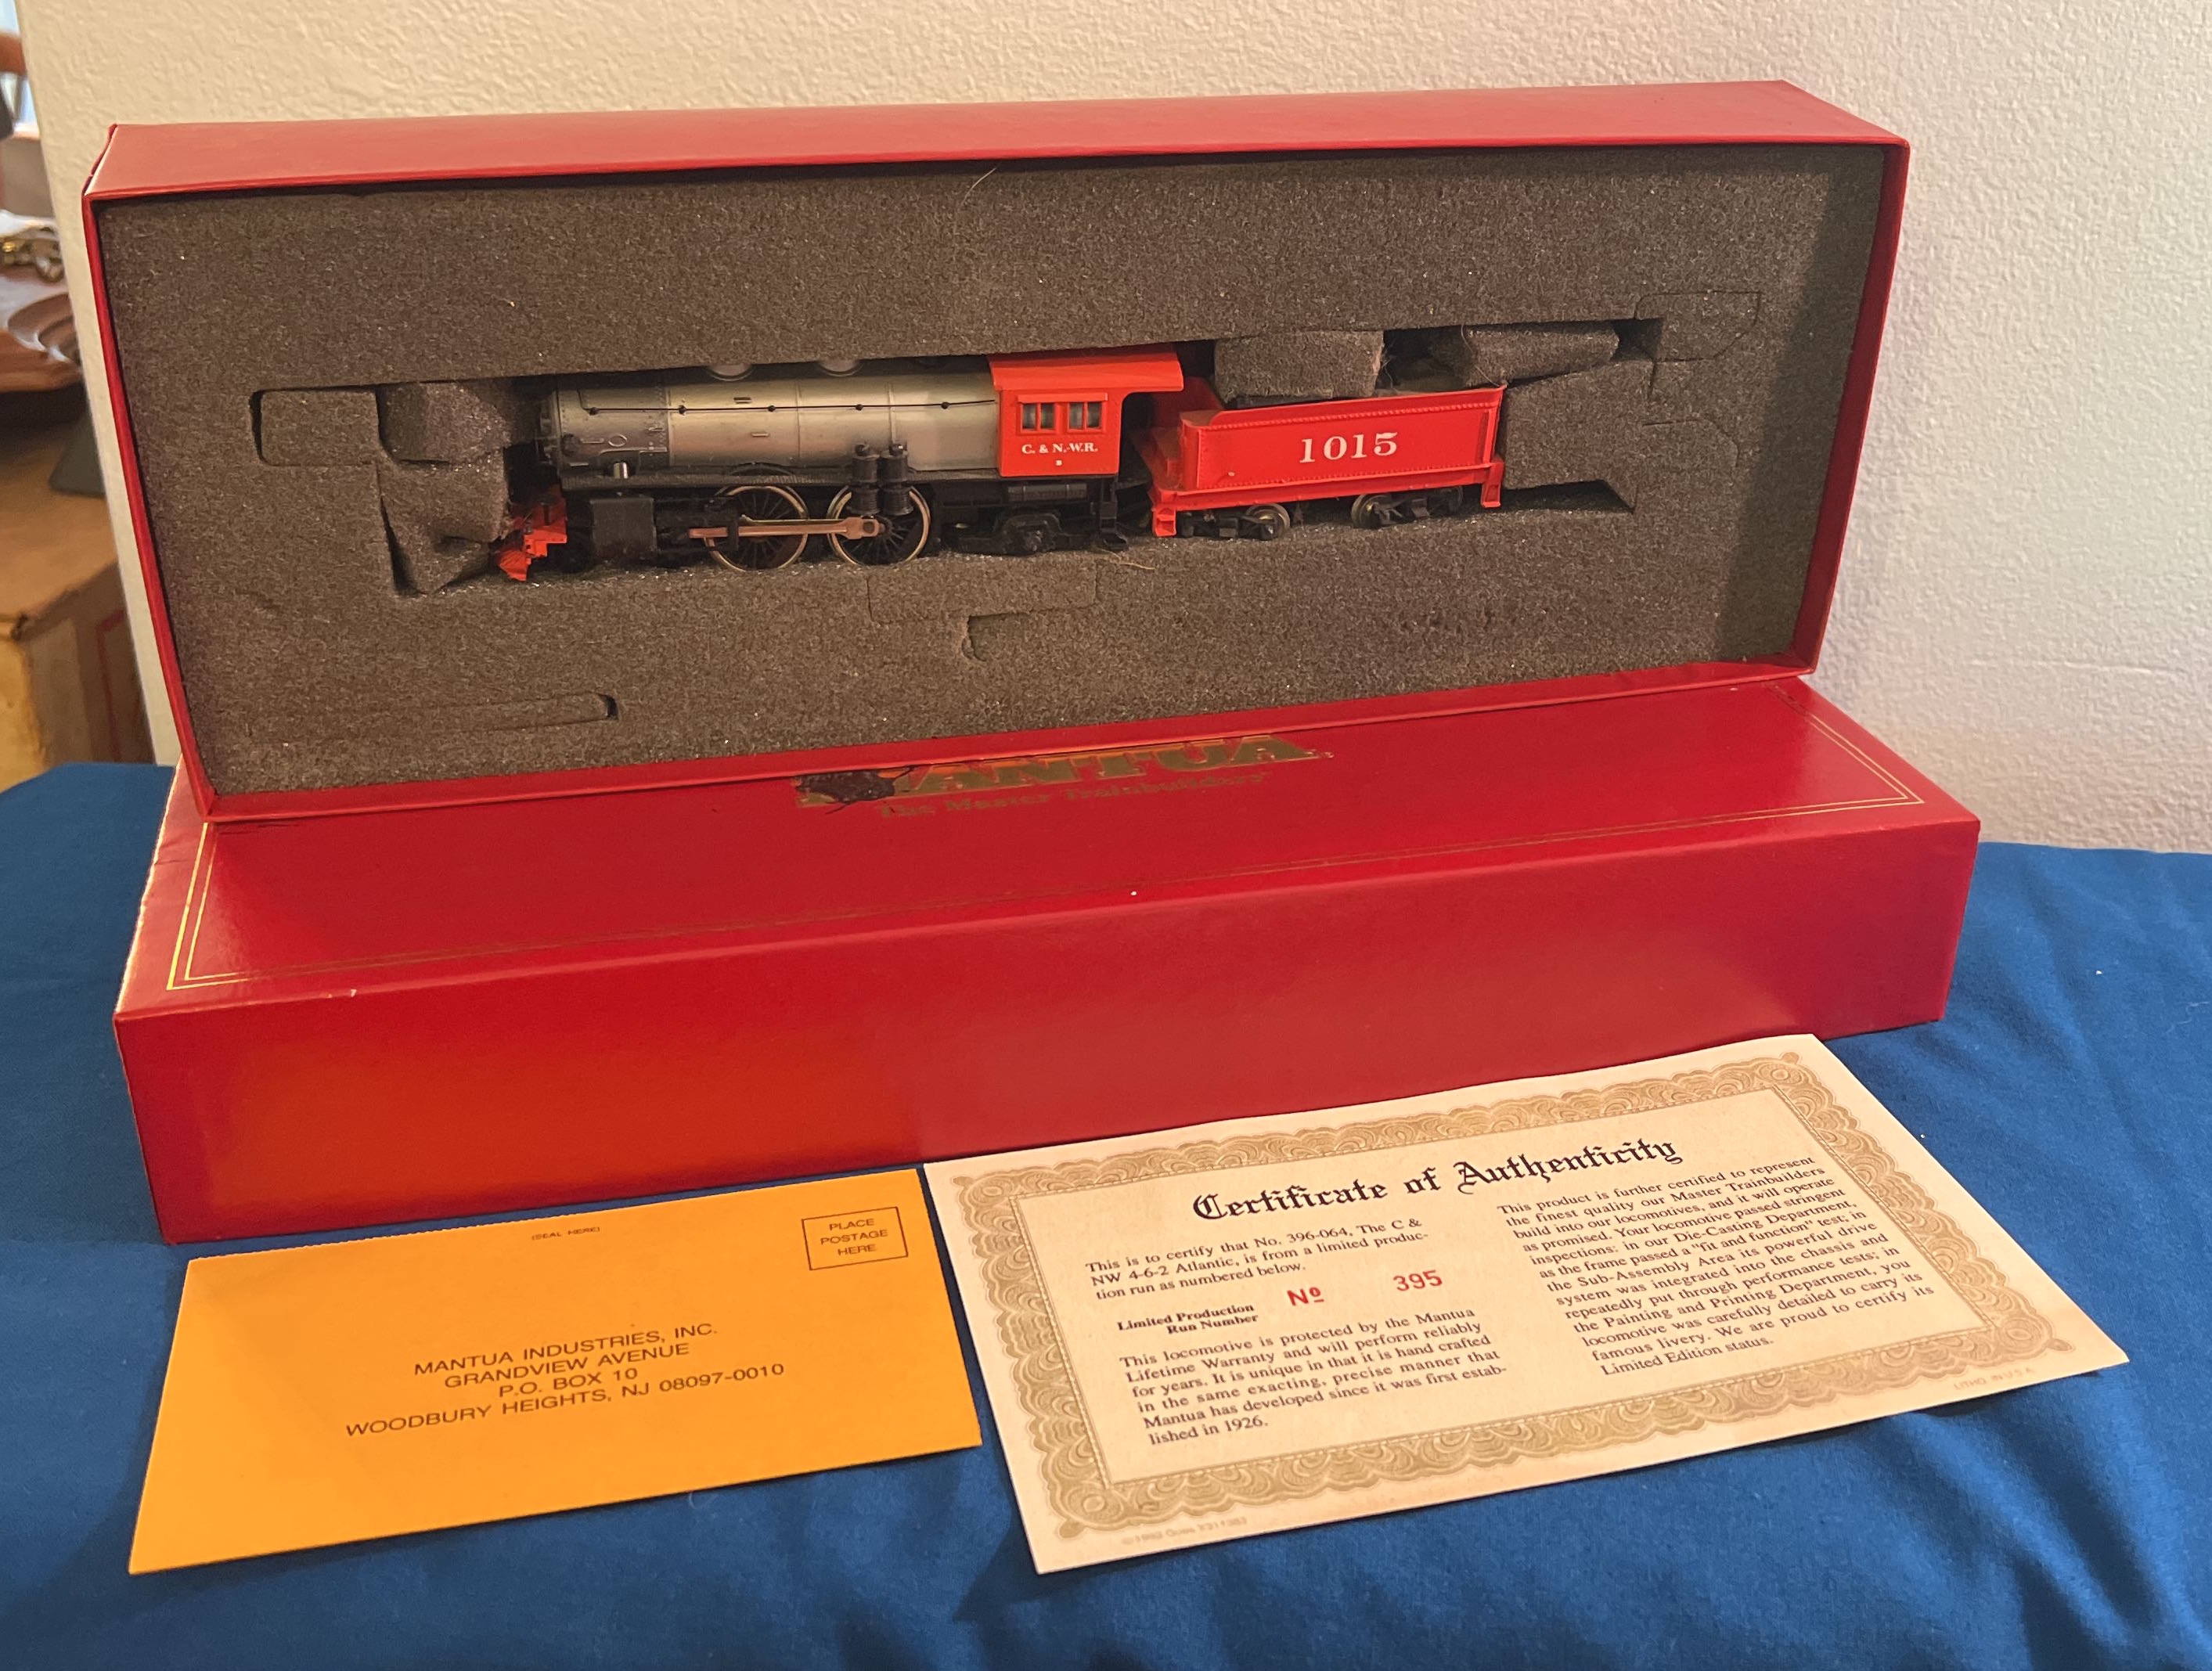 C. & N.-W.R.
1015
ANTUA
The Master Trainbuilders
(SEAL HERE)
PLACE
POSTAGE
HERE
MANTUA INDUSTRIES, INC.
GRANDVIEW AVENUE
P.O. BOX 10
WOODBURY HEIGHTS, NJ 08097-0010
Certificate of Authenticity
This is to certify that No. 396-064, The C &
NW 4-6-2 Atlantic, is from a limited produc-
tion run as numbered below.
Limited Production
Run Number
Nº 395
This locomotive is protected by the Mantua
Lifetime Warranty and will perform reliably
for years. It is unique in that it is hand crafted
in the same exacting, precise manner that
Mantua has developed since it was first estab-
lished in 1926.
This product is further certified to represent
the finest quality our Master Trainbuilders
build into our locomotives, and it will operate
as promised. Your locomotive passed stringent
inspections: in our Die-Casting Department,
as the frame passed a "fit and function" test; in
the Sub-Assembly Area its powerful drive
system was integrated into the chassis and
repeatedly put through performance tests; in
the Painting and Printing Department, you
locomotive was carefully detailed to carry its
famous livery. We are proud to certify its
Limited Edition status.
LITHO. IN U.S.A.